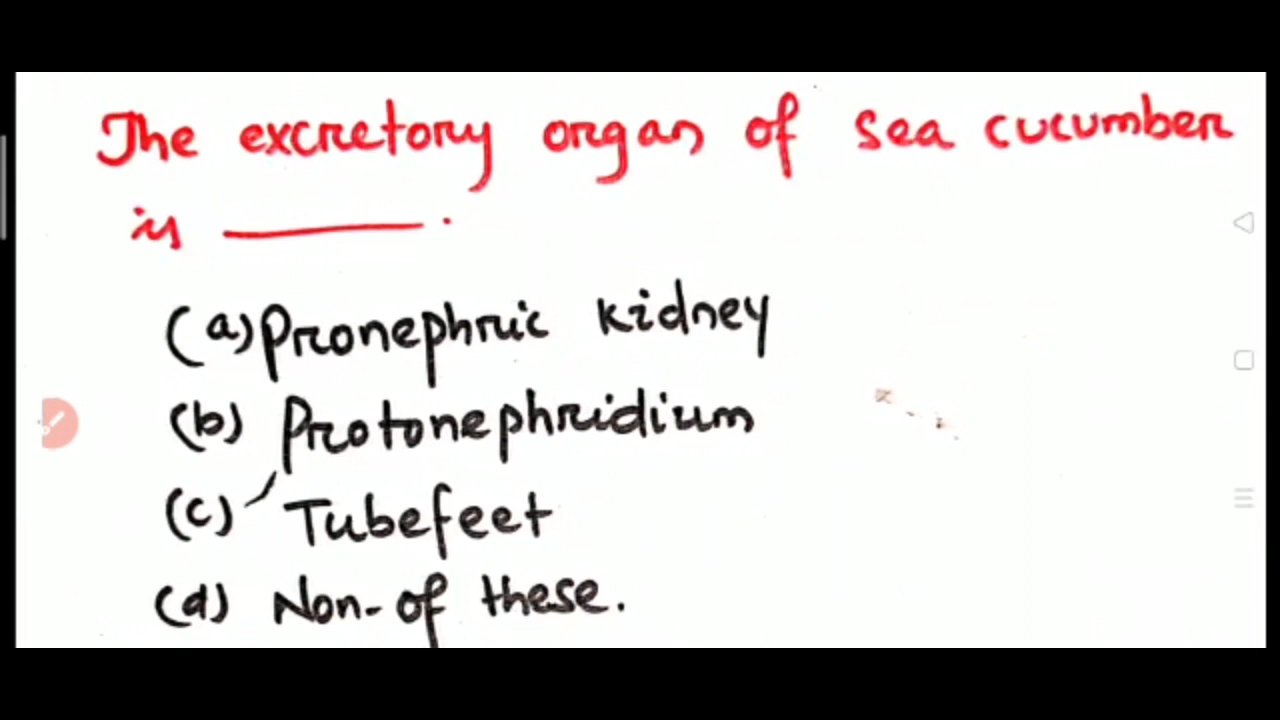 The excretory organ of sea cucumber
is ______.
(a) Pronephric kidney
(b) Protonephridium
(c) Tubefeet
(d) Non-of these.